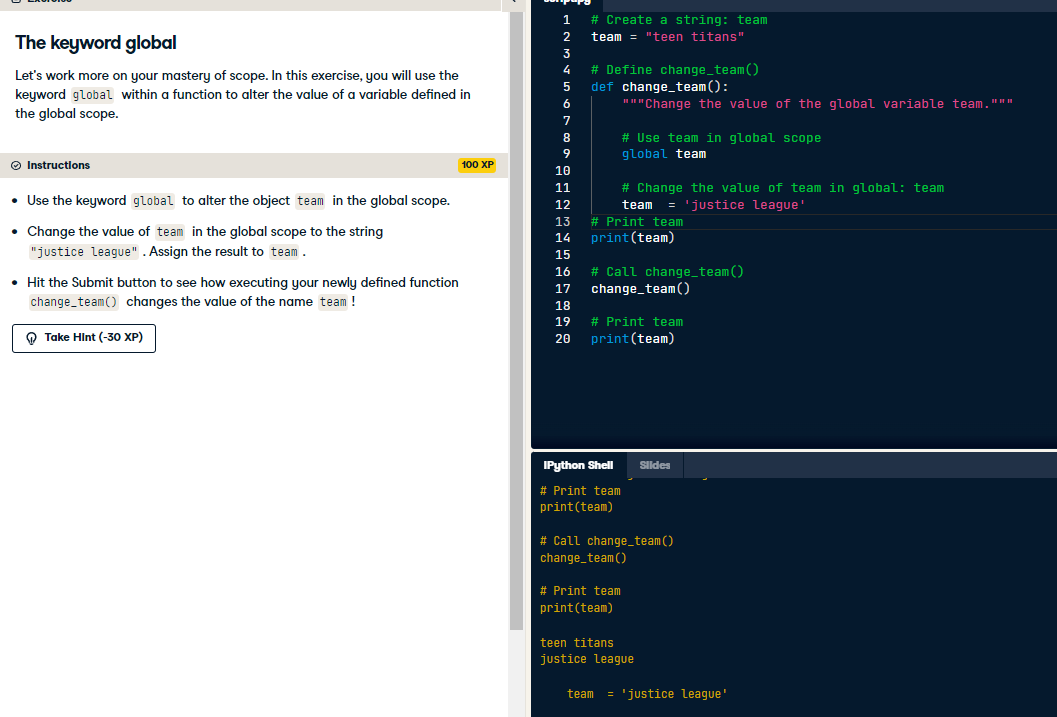 Exercise
The keyword global
Let's work more on your mastery of scope. In this exercise, you will use the
keyword global within a function to alter the value of a variable defined in
the global scope.
Instructions
100 XP
Use the keyword global to alter the object team in the global scope.
Change the value of team in the global scope to the string
"justice league" . Assign the result to team .
Hit the Submit button to see how executing your newly defined function
change_team() changes the value of the name team !
Take Hint (-30 XP)
script.py
1 # Create a string: team
2 team = "teen titans"
3
4 # Define change_team()
5 def change_team():
6 """Change the value of the global variable team."""
7
8 # Use team in global scope
9 global team
10
11 # Change the value of team in global: team
12 team  = 'justice league'
13 # Print team
14 print(team)
15
16 # Call change_team()
17 change_team()
18
19 # Print team
20 print(team)
IPython Shell
Slides
# Print team
print(team)
# Call change_team()
change_team()
# Print team
print(team)
teen titans
justice league
team  = 'justice league'